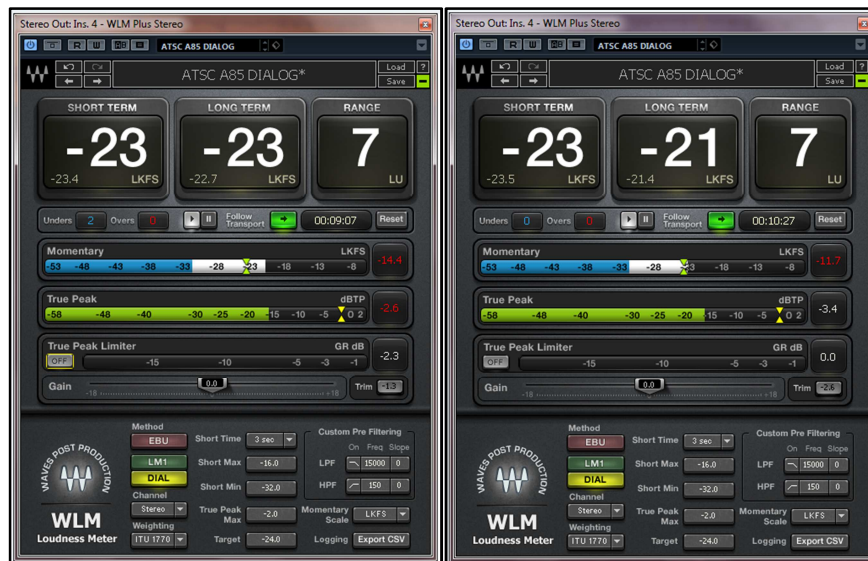 Stereo Out: Ins. 4 - WLM Plus Stereo
R W ATSC A85 DIALOG
ATSC A85 DIALOG* Load ?
Save
SHORT TERM LONG TERM RANGE
-23 -23 7
-23.4 LKFS -22.7 LKFS LU
Unders 2 Overs 0 Follow Transport 00:09:07 Reset
Momentary LKFS
-53 -48 -43 -38 -33 -28 -23 -18 -13 -8 -14.4
True Peak dBTP
-58 -48 -40 -30 -25 -20 -15 -10 -5 0 2 -2.6
True Peak Limiter GR dB
OFF -15 -10 -5 -3 -1 -2.3
Gain -18 0.0 +18 Trim -1.3
Method
EBU
LM1
DIAL
Channel
Stereo
Weighting
ITU 1770
Short Time 3 sec
Short Max -16.0
Short Min -32.0
True Peak Max -2.0
Target -24.0
Custom Pre Filtering
On Freq Slope
LPF 15000 0
HPF 150 0
Momentary Scale LKFS
Logging Export CSV
WAVES POST PRODUCTION
WLM
Loudness Meter
Stereo Out: Ins. 4 - WLM Plus Stereo
R W ATSC A85 DIALOG
ATSC A85 DIALOG* Load ?
Save
SHORT TERM LONG TERM RANGE
-23 -21 7
-23.5 LKFS -21.4 LKFS LU
Unders 0 Overs 0 Follow Transport 00:10:27 Reset
Momentary LKFS
-53 -48 -43 -38 -33 -28 -23 -18 -13 -8 -11.7
True Peak dBTP
-58 -48 -40 -30 -25 -20 -15 -10 -5 0 2 -3.4
True Peak Limiter GR dB
OFF -15 -10 -5 -3 -1 0.0
Gain -18 0.0 +18 Trim -2.6
Method
EBU
LM1
DIAL
Channel
Stereo
Weighting
ITU 1770
Short Time 3 sec
Short Max -16.0
Short Min -32.0
True Peak Max -2.0
Target -24.0
Custom Pre Filtering
On Freq Slope
LPF 15000 0
HPF 150 0
Momentary Scale LKFS
Logging Export CSV
WAVES POST PRODUCTION
WLM
Loudness Meter